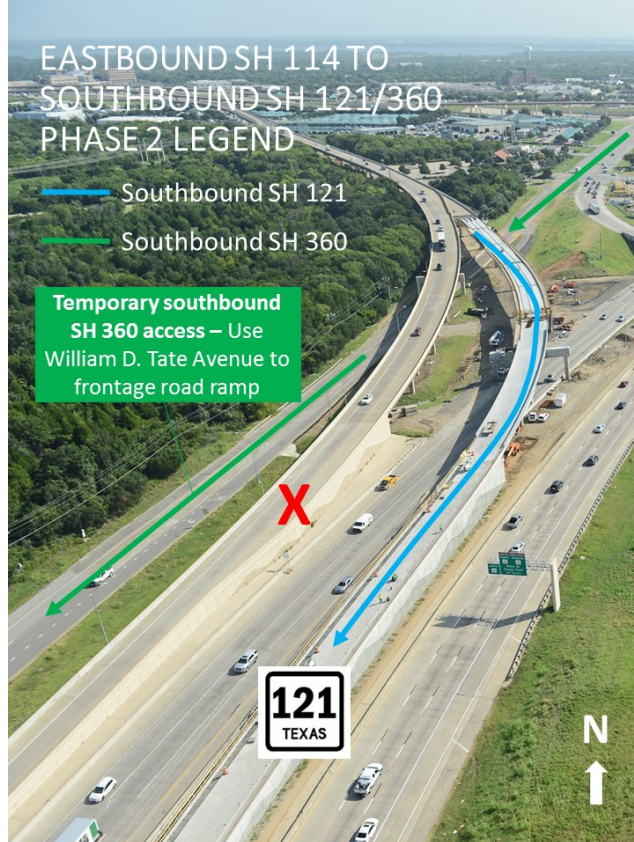 EASTBOUND SH 114 TO
SOUTHBOUND SH 121/360
PHASE 2 LEGEND
Southbound SH 121
Southbound SH 360
Temporary southbound
SH 360 access – Use
William D. Tate Avenue to
frontage road ramp
X
121
TEXAS
N